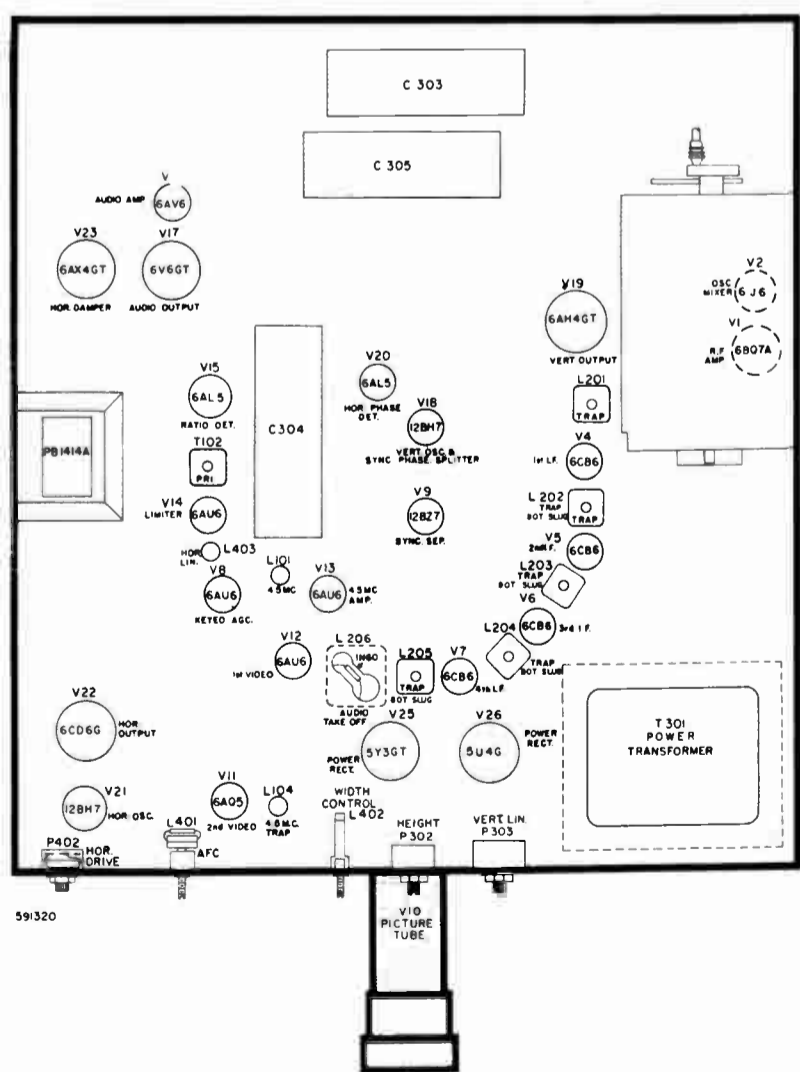 C 303
C 305
V
AUDIO AMP
6AV6
V23
6AX4GT
HOR. DAMPER
V17
6V6GT
AUDIO OUTPUT
V2
OSC
MIXER
6 J 6
V1
R.F
AMP
6BQ7A
V19
6AH4GT
VERT OUTPUT
V15
6AL5
RATIO DET.
V20
6AL5
HOR. PHASE
DET.
L201
TRAP
V18
12BH7
VERT. OSC. &
SYNC PHASE. SPLITTER
C304
PB1414A
T102
PRI
V4
1st I.F.
6CB6
V14
LIMITER
6AU6
V9
12BZ7
SYNC. SEP.
L 202
TRAP
BOT SLUG
TRAP
HOR.
LIN.
L403
V5
2nd I.F.
6CB6
V8
6AU6
KEYED AGC.
L101
4.5MC
V13
6AU6
4.5MC
AMP.
L203
TRAP
BOT SLUG
V6
6CB6
3rd I.F.
V12
6AU6
1st VIDEO
L 206
IN60
AUDIO
TAKE OFF
L205
TRAP
BOT SLUG
V7
6CB6
4th I.F.
L204
TRAP
BOT SLUG
V22
6CD6G
HOR
OUTPUT
V25
5Y3GT
POWER
RECT.
V26
5U4G
POWER
RECT.
T 301
POWER
TRANSFORMER
V21
12BH7
HOR OSC.
V11
6AQ5
2nd VIDEO
L104
4.5 M.C.
TRAP
WIDTH
CONTROL
L402
L401
AFC
HEIGHT
P302
VERT. LIN.
P303
P402
HOR.
DRIVE
V10
PICTURE
TUBE
591320